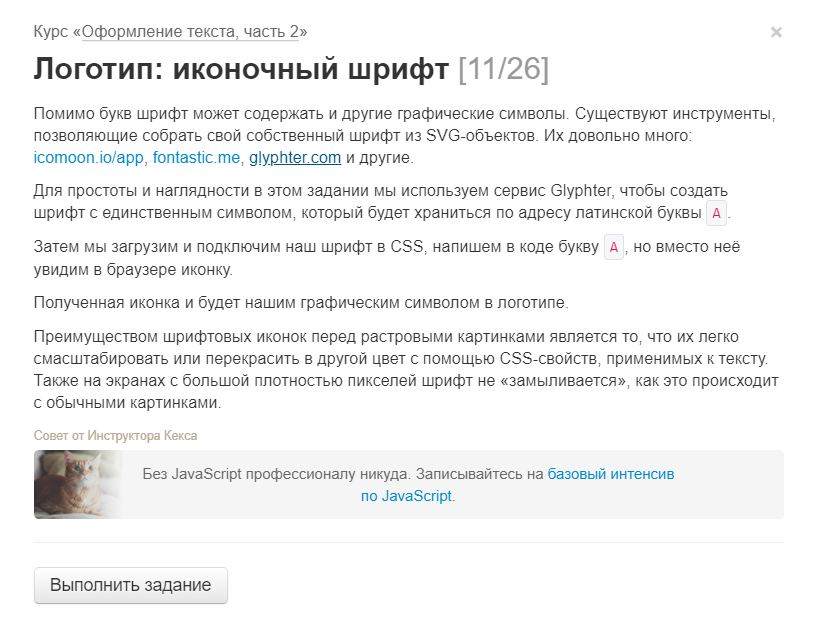 Курс «Оформление текста, часть 2»
×
Логотип: иконочный шрифт [11/26]
Помимо букв шрифт может содержать и другие графические символы. Существуют инструменты,
позволяющие собрать свой собственный шрифт из SVG-объектов. Их довольно много:
icomoon.io/app, fontastic.me, glyphter.com и другие.
Для простоты и наглядности в этом задании мы используем сервис Glyphter, чтобы создать
шрифт с единственным символом, который будет храниться по адресу латинской буквы A.
Затем мы загрузим и подключим наш шрифт в CSS, напишем в коде букву A, но вместо неё
увидим в браузере иконку.
Полученная иконка и будет нашим графическим символом в логотипе.
Преимуществом шрифтовых иконок перед растровыми картинками является то, что их легко
смасштабировать или перекрасить в другой цвет с помощью CSS-свойств, применимых к тексту.
Также на экранах с большой плотностью пикселей шрифт не «замыливается», как это происходит
с обычными картинками.
Совет от Инструктора Кекса
Без JavaScript профессионалу никуда. Записывайтесь на базовый интенсив
по JavaScript.
Выполнить задание